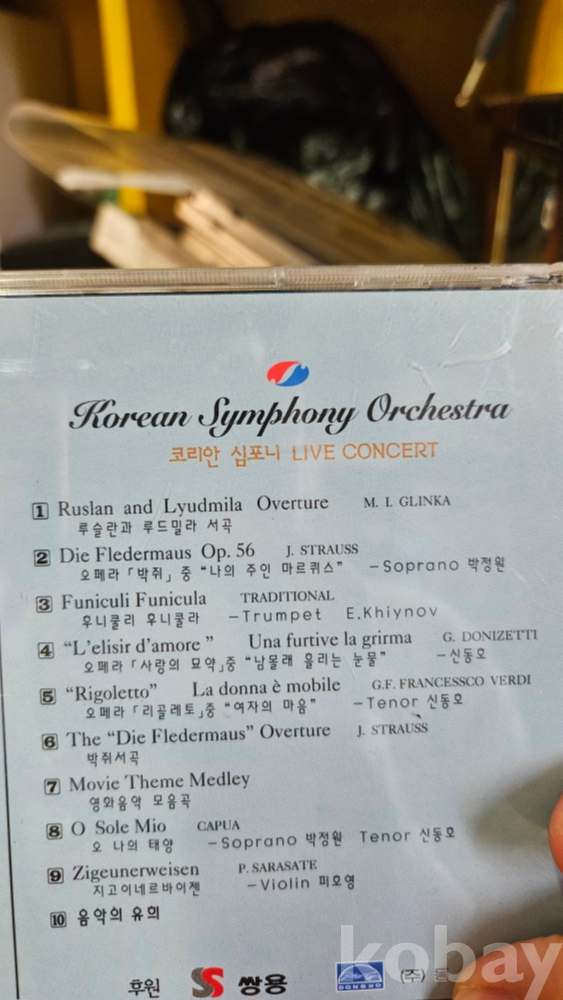 Korean Symphony Orchestra
코리안 심포니 LIVE CONCERT
1 Ruslan and Lyudmila Overture M. I. GLINKA
루슬란과 루드밀라 서곡
2 Die Fledermaus Op. 56 J. STRAUSS
오페라「박쥐」중 “나의 주인 마르퀴스” –Soprano 박정원
3 Funiculi Funicula TRADITIONAL
후니쿨리 후니쿨라 –Trumpet E.Khiynov
4 “L'elisir d'amore ” Una furtive la grirma G. DONIZETTI
오페라「사랑의 묘약」중 “남몰래 흘리는 눈물” –신동호
5 “Rigoletto” La donna è mobile G.F. FRANCESSCO VERDI
오페라「리골레토」중 “여자의 마음” –Tenor 신동호
6 The “Die Fledermaus” Overture J. STRAUSS
박쥐서곡
7 Movie Theme Medley
영화음악 모음곡
8 O Sole Mio CAPUA
오 나의 태양 –Soprano 박정원 Tenor 신동호
9 Zigeunerweisen P. SARASATE
지고이네르바이젠 –Violin 피호영
10 음악의 유희
후원 SS 쌍용 DONGHO (주)
kobay